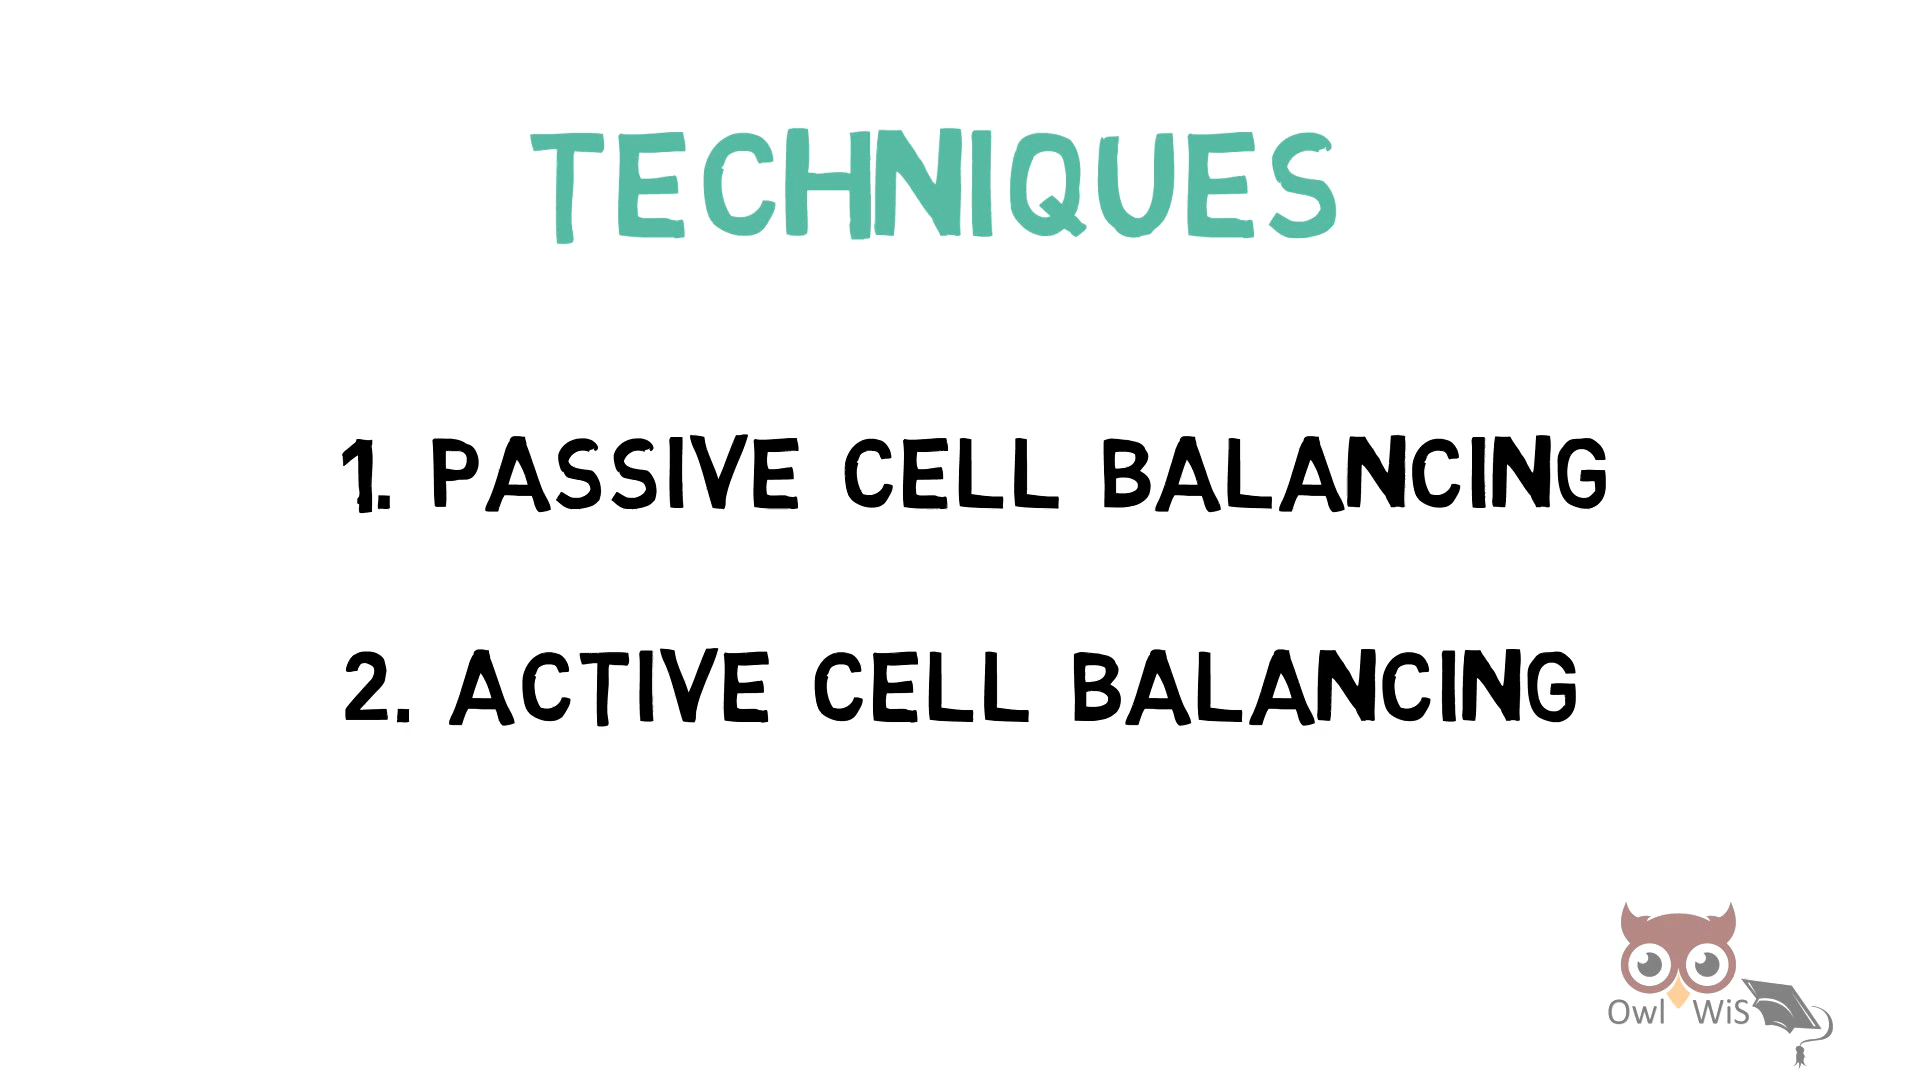 TECHNIQUES
1. PASSIVE CELL BALANCING
2. ACTIVE CELL BALANCING
Owl WiS